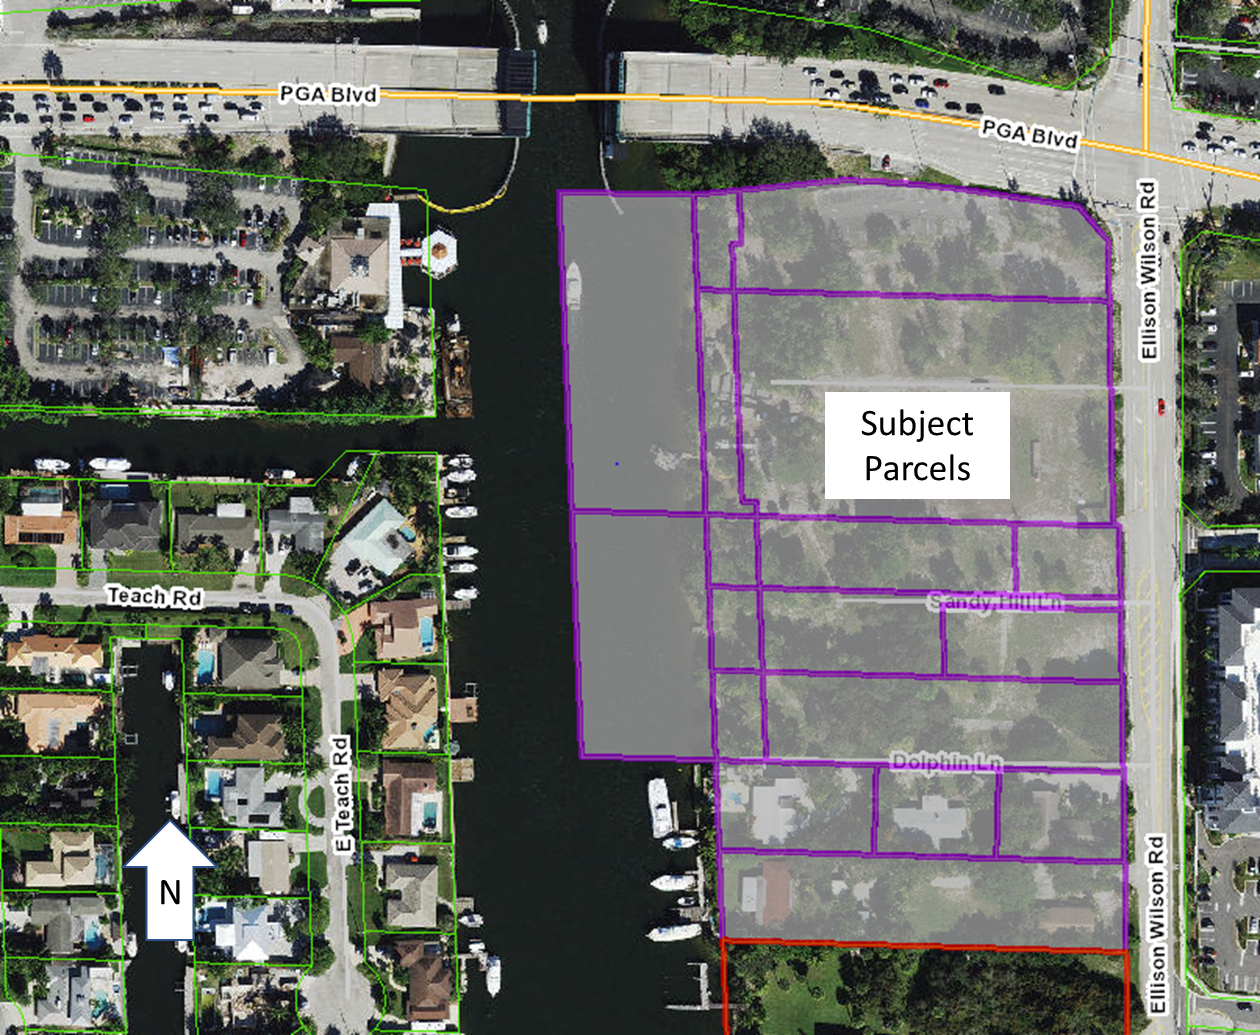 PGA Blvd
PGA Blvd
Ellison Wilson Rd
Subject
Parcels
Teach Rd
Sandy Hill Ln
E Teach Rd
Dolphin Ln
N
Ellison Wilson Rd